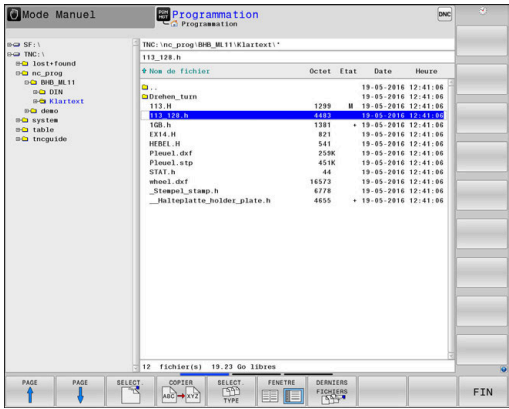 Mode Manuel
PGM
MGT
Programmation
Programmation
DNC
SF:\
TNC:\
lost+found
nc_prog
BHB_ML11
DIN
Klartext
demo
system
table
tncguide
TNC:\nc_prog\BHB_ML11\Klartext\*
113_128.h
Nom de fichier Octet Etat Date Heure
.. 19-05-2016 12:41:06
Drehen_turn 19-05-2016 12:41:06
113.H 1299 M 19-05-2016 12:41:06
113_128.h 4483 19-05-2016 12:41:06
1GB.h 1381 + 19-05-2016 12:41:06
EX14.H 821 19-05-2016 12:41:06
HEBEL.H 541 19-05-2016 12:41:06
Pleuel.dxf 259K 19-05-2016 12:41:06
Pleuel.stp 451K 19-05-2016 12:41:06
STAT.h 44 19-05-2016 12:41:06
wheel.dxf 16573 19-05-2016 12:41:06
_Stempel_stamp.h 6778 19-05-2016 12:41:06
__Halteplatte_holder_plate.h 4655 + 19-05-2016 12:41:06
12 fichier(s) 19.23 Go libres
PAGE
PAGE
SELECT.
COPIER
ABC XYZ
SELECT.
TYPE
FENETRE
DERNIERS
FICHIERS
FIN